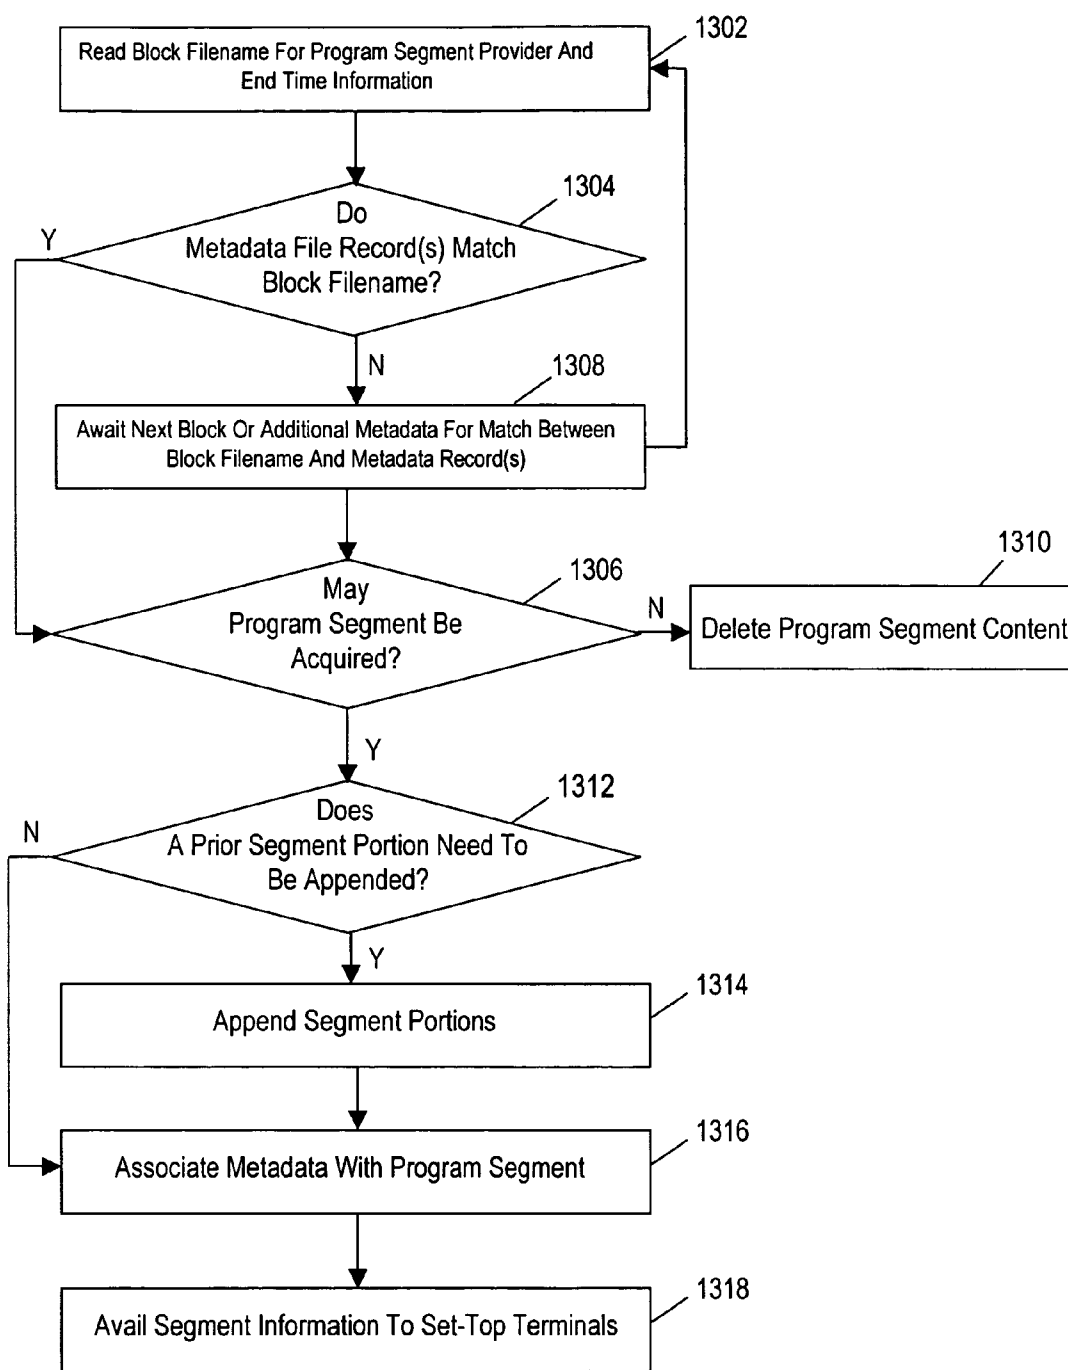 1302
Read Block Filename For Program Segment Provider And
End Time Information
1304
Do
Metadata File Record(s) Match
Block Filename?
Y
N
1308
Await Next Block Or Additional Metadata For Match Between
Block Filename And Metadata Record(s)
1306
May
Program Segment Be
Acquired?
N
1310
Delete Program Segment Content
Y
1312
Does
A Prior Segment Portion Need To
Be Appended?
N
Y
1314
Append Segment Portions
1316
Associate Metadata With Program Segment
1318
Avail Segment Information To Set-Top Terminals